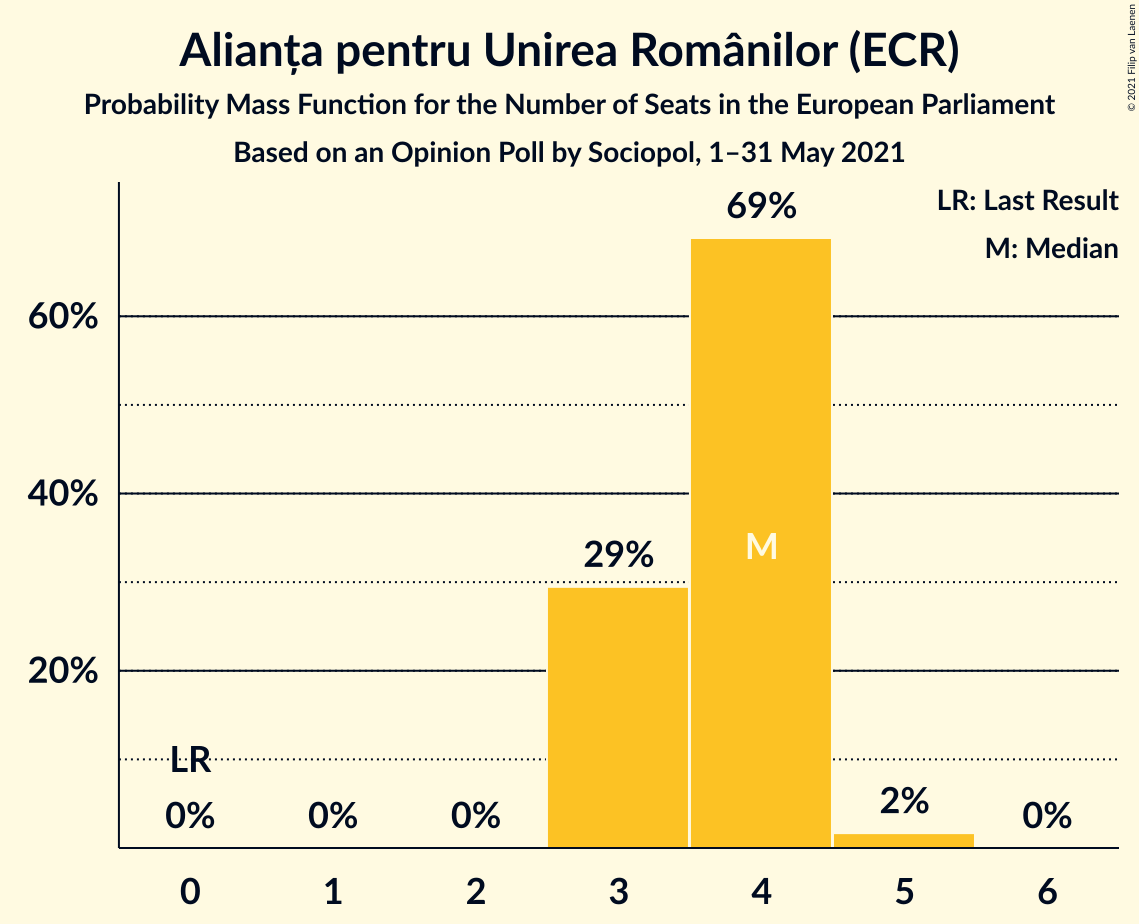 Alianța pentru Unirea Românilor (ECR)
Probability Mass Function for the Number of Seats in the European Parliament
Based on an Opinion Poll by Sociopol, 1–31 May 2021
© 2021 Filip van Laenen
LR: Last Result
M: Median
69%
60%
40%
29%
M
20%
LR
0%
0%
0%
2%
0%
0 1 2 3 4 5 6